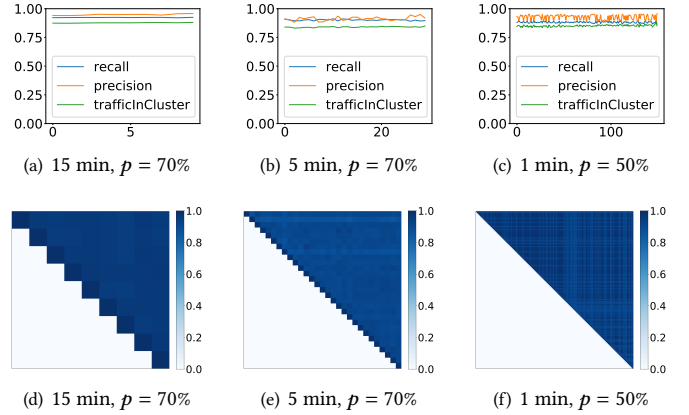 1.00
0.75
0.50
0.25
0.00
recall
precision
trafficInCluster
0
5
(a) 15 min, p = 70%
1.00
0.75
0.50
0.25
0.00
recall
precision
trafficInCluster
0
20
(b) 5 min, p = 70%
1.00
0.75
0.50
0.25
0.00
recall
precision
trafficInCluster
0
100
(c) 1 min, p = 50%
1.0
0.8
0.6
0.4
0.2
0.0
(d) 15 min, p = 70%
1.0
0.8
0.6
0.4
0.2
0.0
(e) 5 min, p = 70%
1.0
0.8
0.6
0.4
0.2
0.0
(f) 1 min, p = 50%